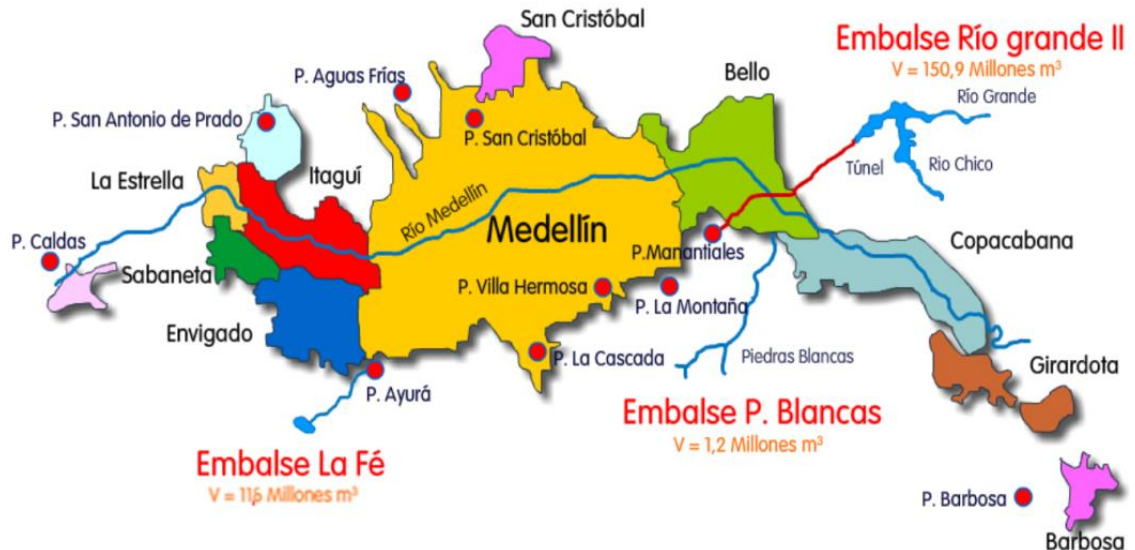 San Cristóbal
Embalse Río grande II
V = 150,9 Millones m³
P. Aguas Frías
Bello
Río Grande
P. San Antonio de Prado
P. San Cristóbal
Túnel
Rio Chico
La Estrella
Itaguí
Río Medellín
Medellín
Copacabana
P. Caldas
Sabaneta
P.Manantiales
P. Villa Hermosa
P. La Montaña
Envigado
P. La Cascada
Piedras Blancas
Girardota
P. Ayurá
Embalse P. Blancas
V = 1,2 Millones m³
Embalse La Fé
V = 11,5 Millones m³
P. Barbosa
Barbosa